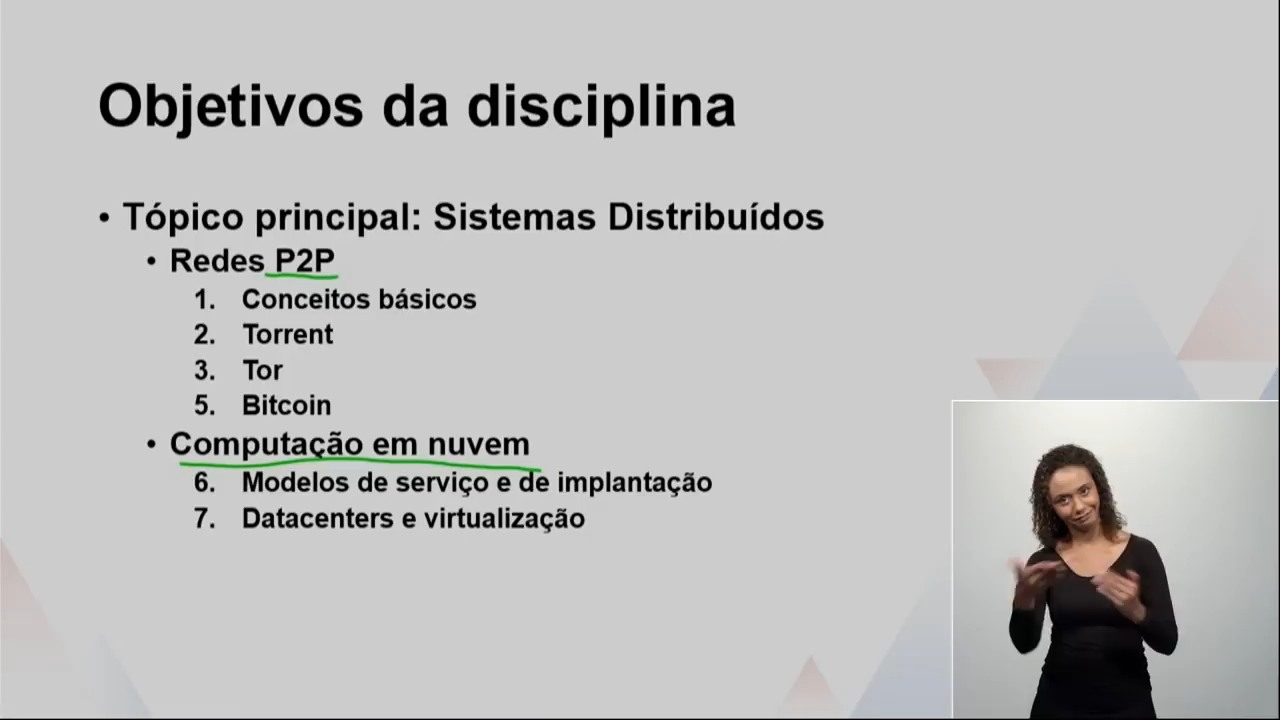 Objetivos da disciplina
• Tópico principal: Sistemas Distribuídos
• Redes P2P
1. Conceitos básicos
2. Torrent
3. Tor
5. Bitcoin
• Computação em nuvem
6. Modelos de serviço e de implantação
7. Datacenters e virtualização